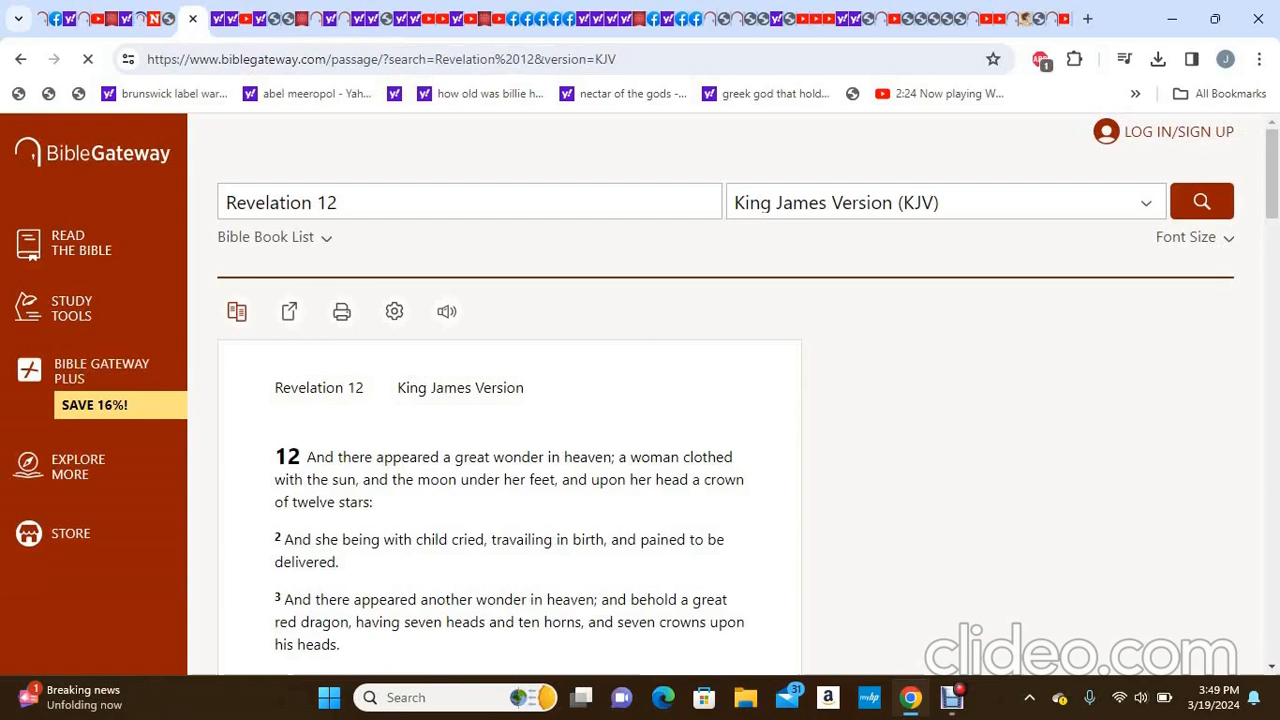 https://www.biblegateway.com/passage/?search=Revelation%2012&version=KJV
1
J
brunswick label war...
abel meeropol - Yah...
how old was billie h...
nectar of the gods -...
greek god that hold...
2:24 Now playing W...
»
All Bookmarks
BibleGateway
LOG IN/SIGN UP
Revelation 12
King James Version (KJV)
Bible Book List
Font Size
READ
THE BIBLE
STUDY
TOOLS
BIBLE GATEWAY
PLUS
SAVE 16%!
EXPLORE
MORE
STORE
Revelation 12 King James Version
12 And there appeared a great wonder in heaven; a woman clothed
with the sun, and the moon under her feet, and upon her head a crown
of twelve stars:
2 And she being with child cried, travailing in birth, and pained to be
delivered.
3 And there appeared another wonder in heaven; and behold a great
red dragon, having seven heads and ten horns, and seven crowns upon
his heads.
clideo.com
1
Breaking news
Unfolding now
Search
31
a
3:49 PM
3/19/2024